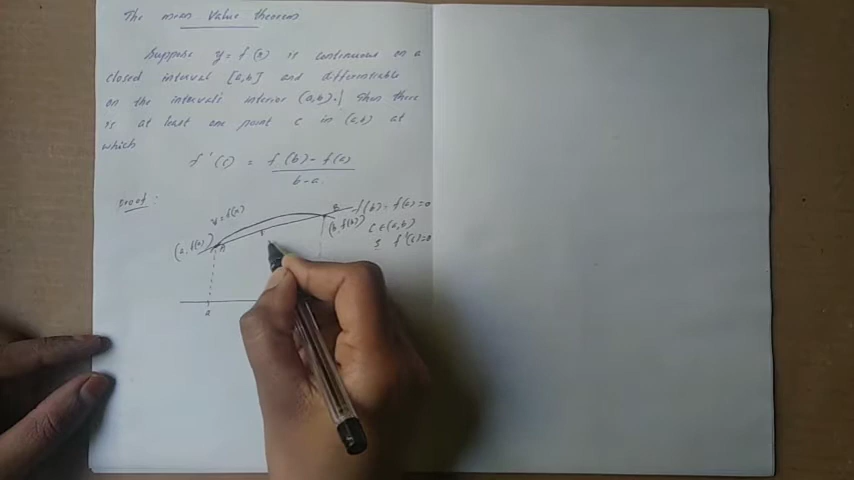 The mean value theorem
Suppose y = f(x) is continuous on a
closed interval [a,b] and differentiable
on the interval's interior (a,b). Then there
is at least one point c in (a,b) at
which
f'(c) = f(b) - f(a)
b - a.
Proof :
y = f(x)
B
f(b) = f(a) = 0
(a, f(a))
A
(b, f(b))
c ∈ (a,b)
f'(c) = 0
a